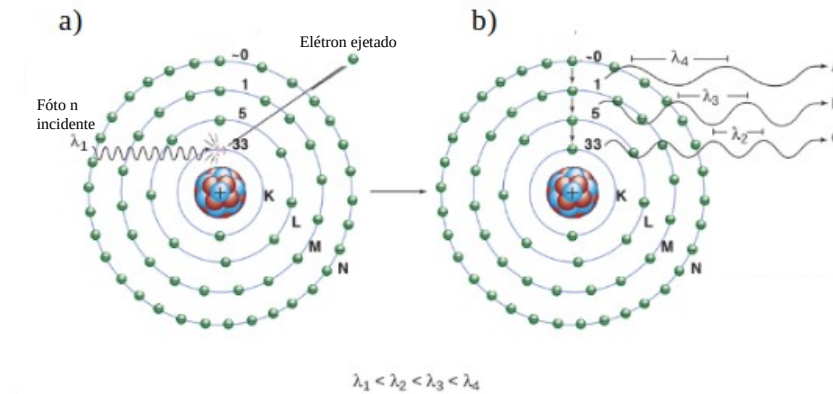 a)
Elétron ejetado
~0
1
5
33
Fóto n
incidente
λ1
K
L
M
N
b)
~0
1
5
33
λ4
λ3
λ2
K
L
M
N
λ1 < λ2 < λ3 < λ4